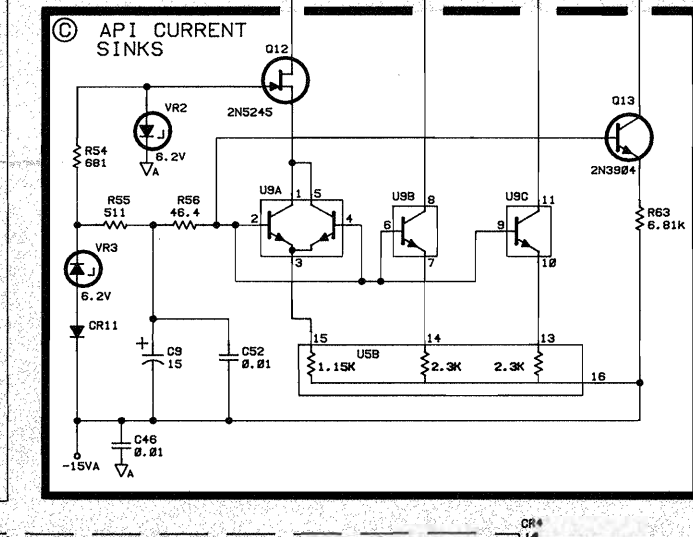 © API CURRENT
SINKS
Q12
2N5245
VR2
6.2V
A
R54
681
Q13
2N3904
R55
511
R56
46.4
U9A
1 5
2
4
3
U9B
8
6
7
U9C
11
9
10
R63
6.81K
VR3
6.2V
CR11
C9
15
C52
0.01
15
U5B
14
13
1.15K
2.3K
2.3K
16
C46
0.01
-15VA
A
CR4